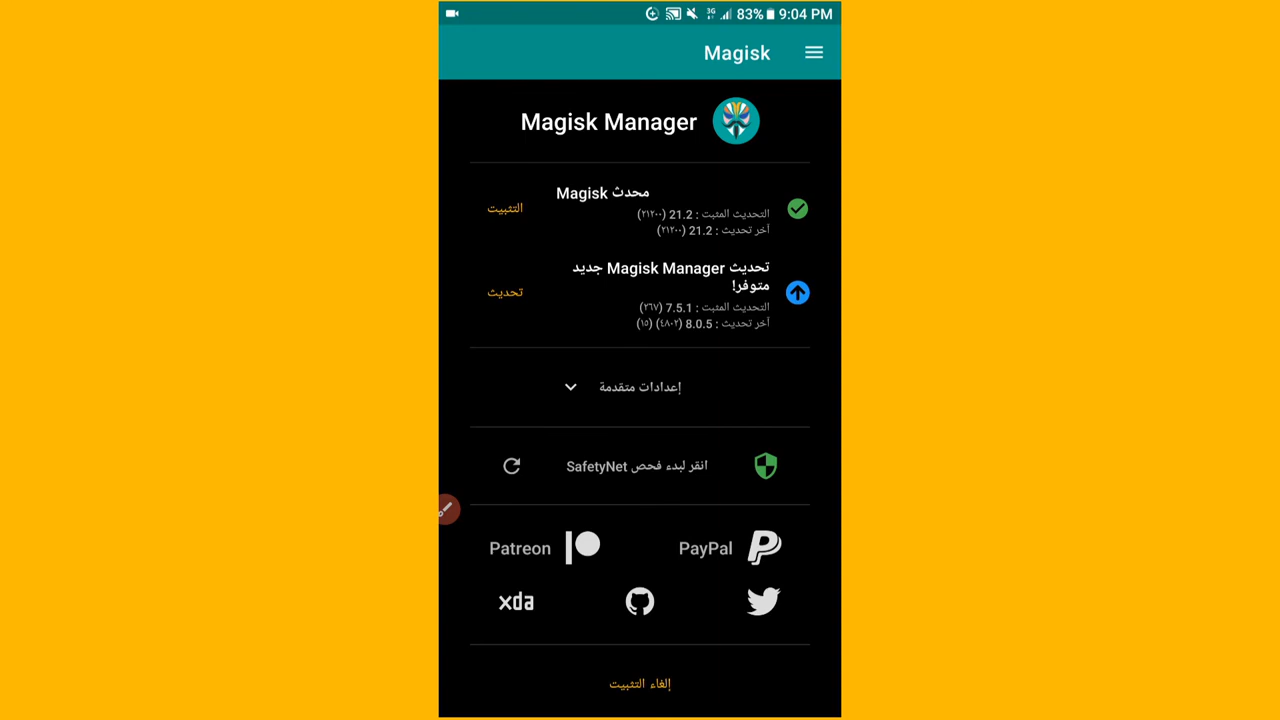 3G 83% 9:04 PM
Magisk
Magisk Manager
محدث Magisk
التحديث المثبت : 21.2 (٢١٢٠٠)
آخر تحديث : 21.2 (٢١٢٠٠)
التثبيت
تحديث Magisk Manager جديد
متوفر!
التحديث المثبت : 7.5.1 (٢٦٧)
آخر تحديث : 8.0.5 (٤٨٠٢) (١٥)
تحديث
إعدادات متقدمة
انقر لبدء فحص SafetyNet
PayPal
Patreon
xda
إلغاء التثبيت